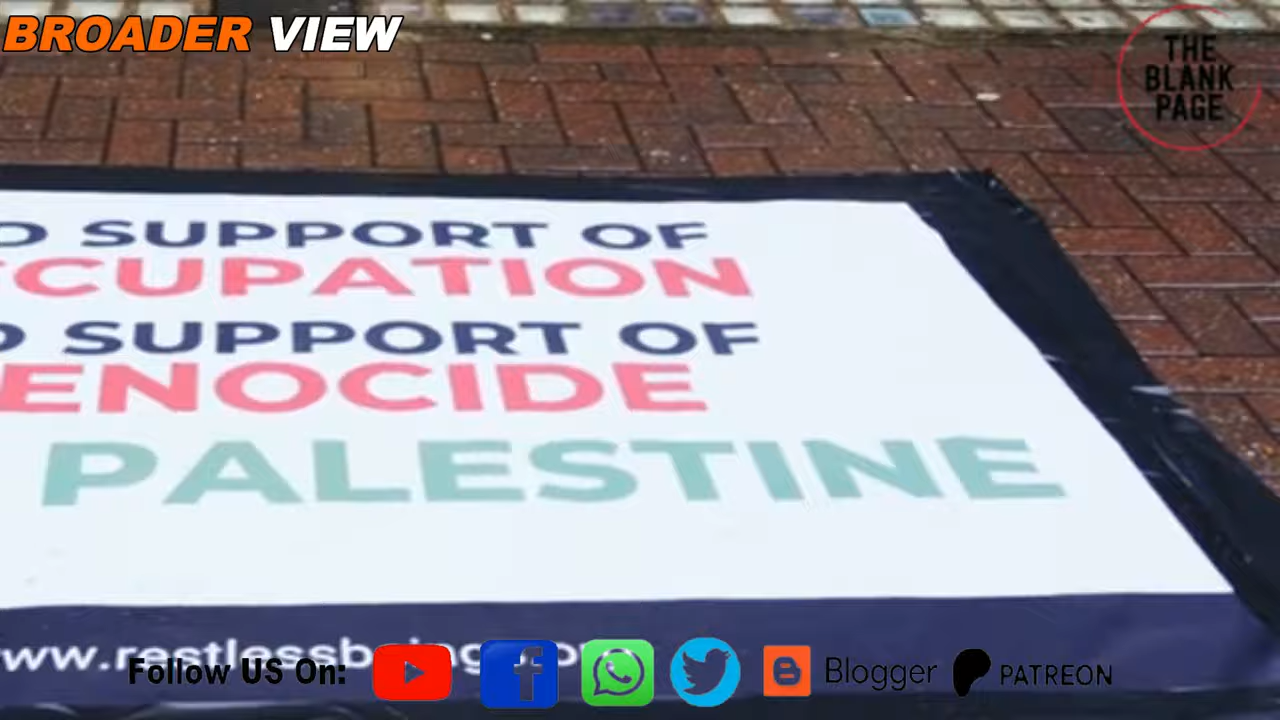 BROADER VIEW
THE
BLANK
PAGE
SUPPORT OF
CUPATION
SUPPORT OF
ENOCIDE
PALESTINE
Follow US On:
Blogger
PATREON